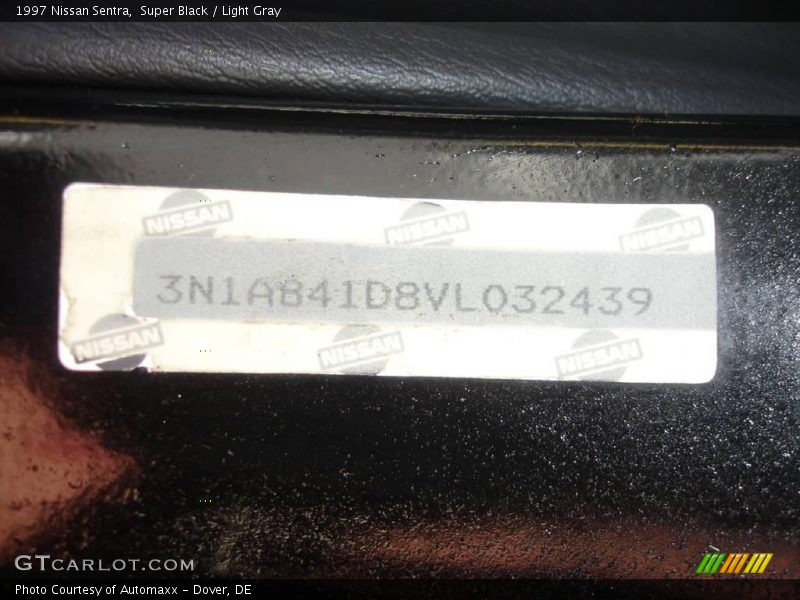 1997 Nissan Sentra,  Super Black / Light Gray
NISSAN NISSAN NISSAN
3N1AB41D8VL032439
NISSAN NISSAN NISSAN
GTCARLOT.COM
Photo Courtesy of Automaxx - Dover, DE